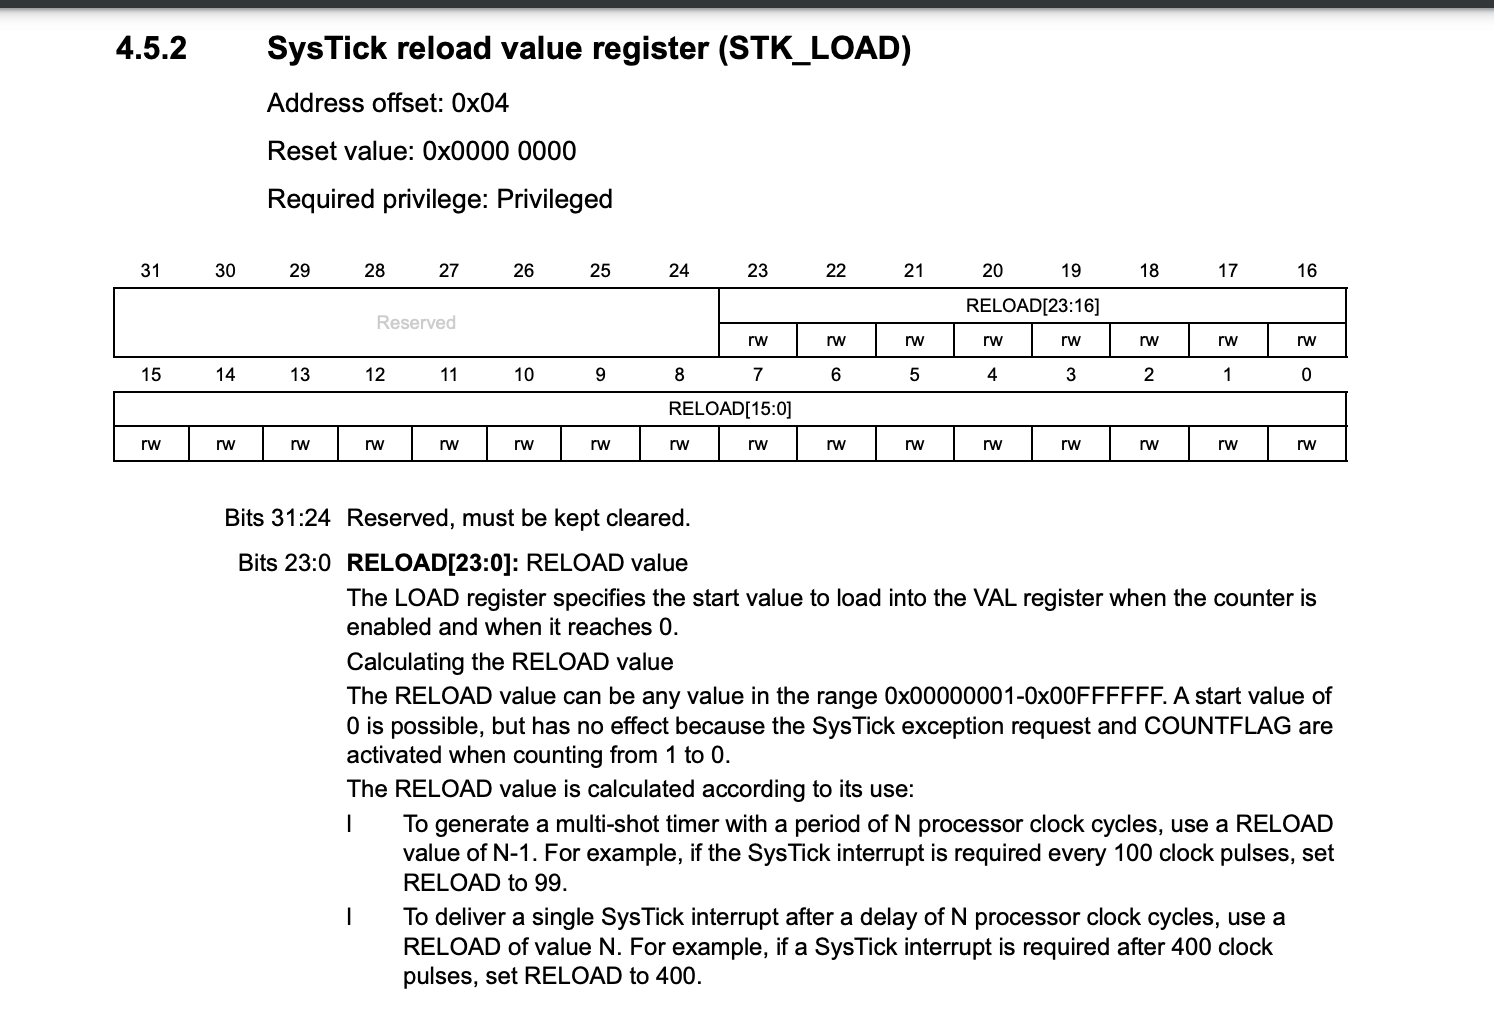 4.5.2 SysTick reload value register (STK_LOAD)
Address offset: 0x04
Reset value: 0x0000 0000
Required privilege: Privileged
31 30 29 28 27 26 25 24 23 22 21 20 19 18 17 16
Reserved
RELOAD[23:16]
rw rw rw rw rw rw rw rw
15 14 13 12 11 10 9 8 7 6 5 4 3 2 1 0
RELOAD[15:0]
rw rw rw rw rw rw rw rw rw rw rw rw rw rw rw rw
Bits 31:24 Reserved, must be kept cleared.
Bits 23:0 RELOAD[23:0]: RELOAD value
The LOAD register specifies the start value to load into the VAL register when the counter is
enabled and when it reaches 0.
Calculating the RELOAD value
The RELOAD value can be any value in the range 0x00000001-0x00FFFFFF. A start value of
0 is possible, but has no effect because the SysTick exception request and COUNTFLAG are
activated when counting from 1 to 0.
The RELOAD value is calculated according to its use:
l To generate a multi-shot timer with a period of N processor clock cycles, use a RELOAD
value of N-1. For example, if the SysTick interrupt is required every 100 clock pulses, set
RELOAD to 99.
l To deliver a single SysTick interrupt after a delay of N processor clock cycles, use a
RELOAD of value N. For example, if a SysTick interrupt is required after 400 clock
pulses, set RELOAD to 400.